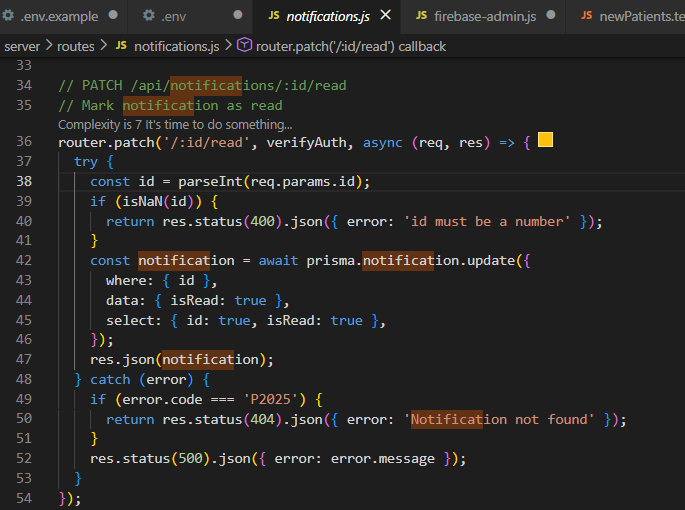 .env.example
.env
JS notifications.js
JS firebase-admin.js
JS newPatients.te
server > routes > JS notifications.js > router.patch('/:id/read') callback
33
34 // PATCH /api/notifications/:id/read
35 // Mark notification as read
Complexity is 7 It's time to do something...
36 router.patch('/:id/read', verifyAuth, async (req, res) => {
37   try {
38     const id = parseInt(req.params.id);
39     if (isNaN(id)) {
40       return res.status(400).json({ error: 'id must be a number' });
41     }
42     const notification = await prisma.notification.update({
43       where: { id },
44       data: { isRead: true },
45       select: { id: true, isRead: true },
46     });
47     res.json(notification);
48   } catch (error) {
49     if (error.code === 'P2025') {
50       return res.status(404).json({ error: 'Notification not found' });
51     }
52     res.status(500).json({ error: error.message });
53   }
54 });